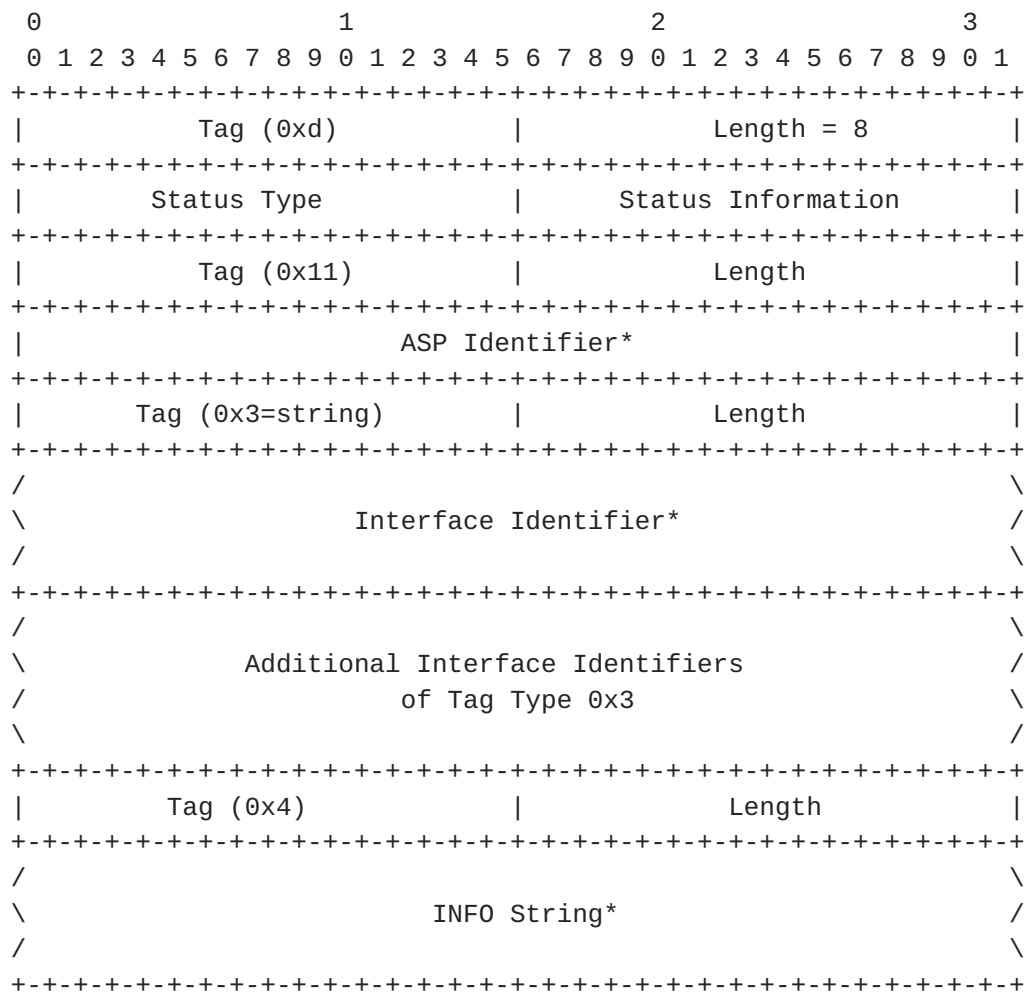 0                   1                   2                   3
 0 1 2 3 4 5 6 7 8 9 0 1 2 3 4 5 6 7 8 9 0 1 2 3 4 5 6 7 8 9 0 1
+-+-+-+-+-+-+-+-+-+-+-+-+-+-+-+-+-+-+-+-+-+-+-+-+-+-+-+-+-+-+-+-+
|           Tag (0xd)           |            Length = 8         |
+-+-+-+-+-+-+-+-+-+-+-+-+-+-+-+-+-+-+-+-+-+-+-+-+-+-+-+-+-+-+-+-+
|        Status Type            |      Status Information       |
+-+-+-+-+-+-+-+-+-+-+-+-+-+-+-+-+-+-+-+-+-+-+-+-+-+-+-+-+-+-+-+-+
|           Tag (0x11)          |            Length             |
+-+-+-+-+-+-+-+-+-+-+-+-+-+-+-+-+-+-+-+-+-+-+-+-+-+-+-+-+-+-+-+-+
|                        ASP Identifier*                        |
+-+-+-+-+-+-+-+-+-+-+-+-+-+-+-+-+-+-+-+-+-+-+-+-+-+-+-+-+-+-+-+-+
|       Tag (0x3=string)        |            Length             |
+-+-+-+-+-+-+-+-+-+-+-+-+-+-+-+-+-+-+-+-+-+-+-+-+-+-+-+-+-+-+-+-+
/                                                               \
\                     Interface Identifier*                     /
/                                                               \
+-+-+-+-+-+-+-+-+-+-+-+-+-+-+-+-+-+-+-+-+-+-+-+-+-+-+-+-+-+-+-+-+
/                                                               \
\              Additional Interface Identifiers                 /
/                        of Tag Type 0x3                        \
\                                                               /
+-+-+-+-+-+-+-+-+-+-+-+-+-+-+-+-+-+-+-+-+-+-+-+-+-+-+-+-+-+-+-+-+
|         Tag (0x4)             |             Length            |
+-+-+-+-+-+-+-+-+-+-+-+-+-+-+-+-+-+-+-+-+-+-+-+-+-+-+-+-+-+-+-+-+
/                                                               \
\                          INFO String*                         /
/                                                               \
+-+-+-+-+-+-+-+-+-+-+-+-+-+-+-+-+-+-+-+-+-+-+-+-+-+-+-+-+-+-+-+-+